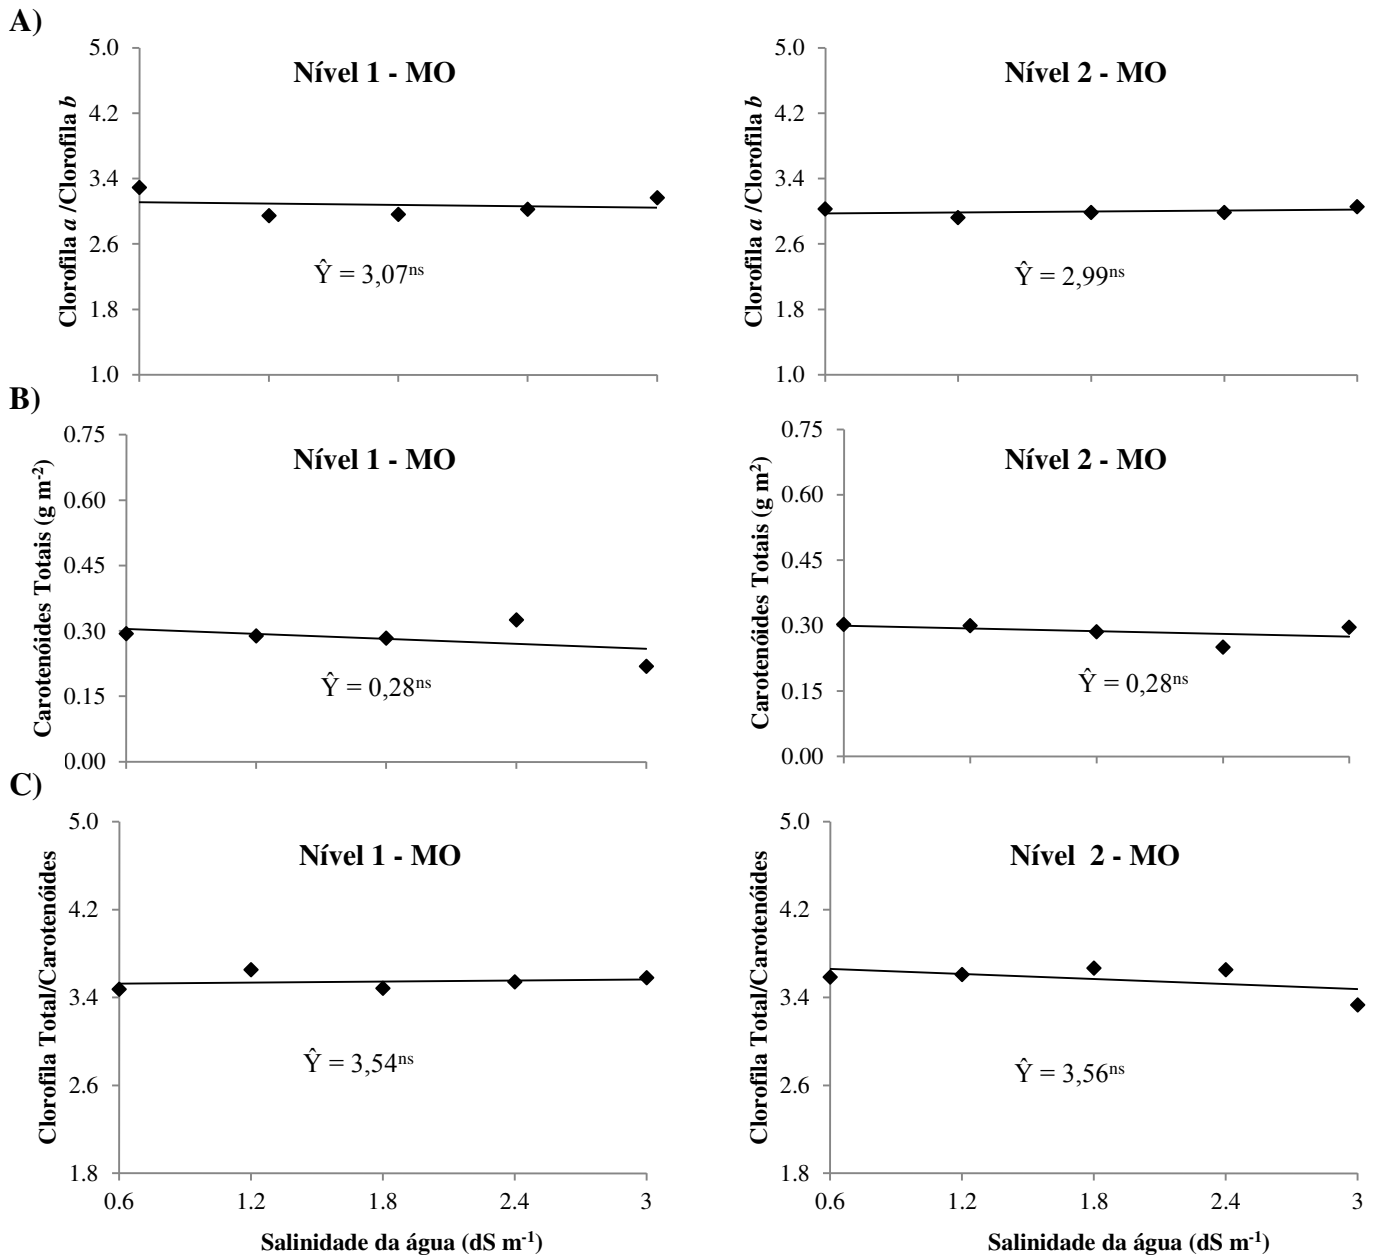 A)
Nível 1 - MO
Clorofila a /Clorofila b
5.0
4.2
3.4
2.6
1.8
1.0
Ŷ = 3,07ns
Nível 2 - MO
Clorofila a /Clorofila b
5.0
4.2
3.4
2.6
1.8
1.0
Ŷ = 2,99ns
B)
Nível 1 - MO
Carotenóides Totais (g m-2)
0.75
0.60
0.45
0.30
0.15
0.00
Ŷ = 0,28ns
Nível 2 - MO
Carotenóides Totais (g m2)
0.75
0.60
0.45
0.30
0.15
0.00
Ŷ = 0,28ns
C)
Nível 1 - MO
Clorofila Total/Carotenóides
5.0
4.2
3.4
2.6
1.8
Ŷ = 3,54ns
0.6 1.2 1.8 2.4 3
Salinidade da água (dS m-1)
Nível 2 - MO
Clorofila Total/Carotenóides
5.0
4.2
3.4
2.6
1.8
Ŷ = 3,56ns
0.6 1.2 1.8 2.4 3
Salinidade da água (dS m-1)